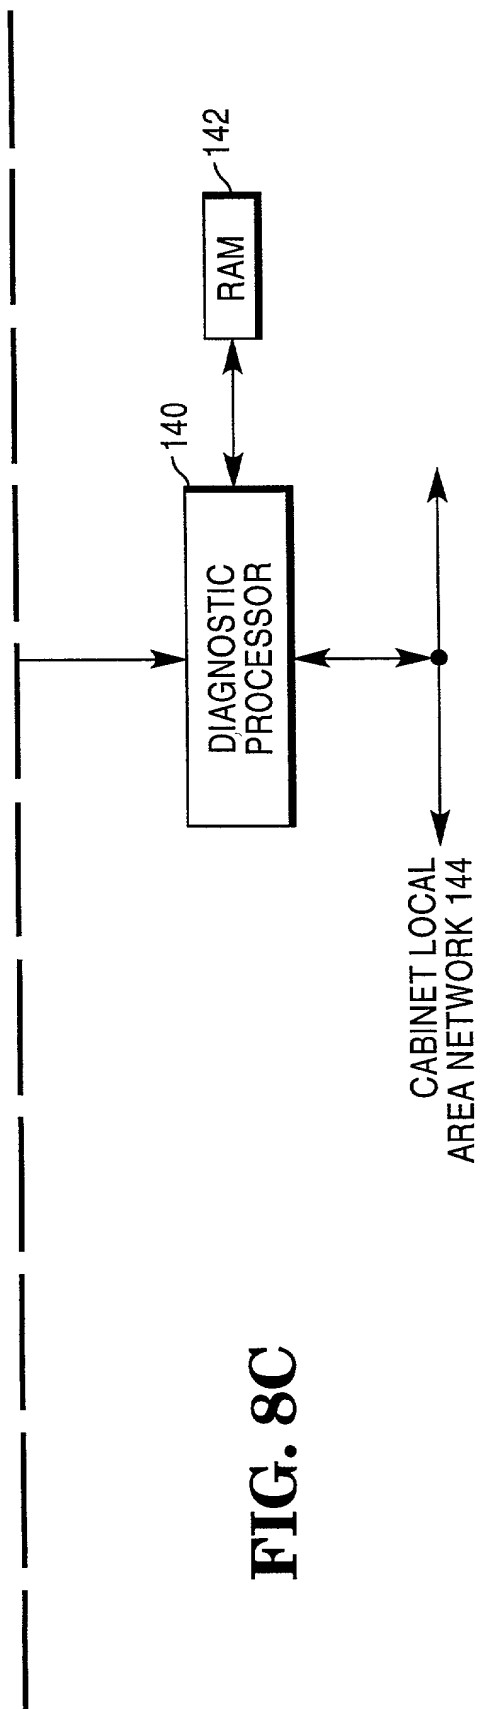 142
RAM
140
DIAGNOSTIC
PROCESSOR
CABINET LOCAL
AREA NETWORK 144
FIG. 8C